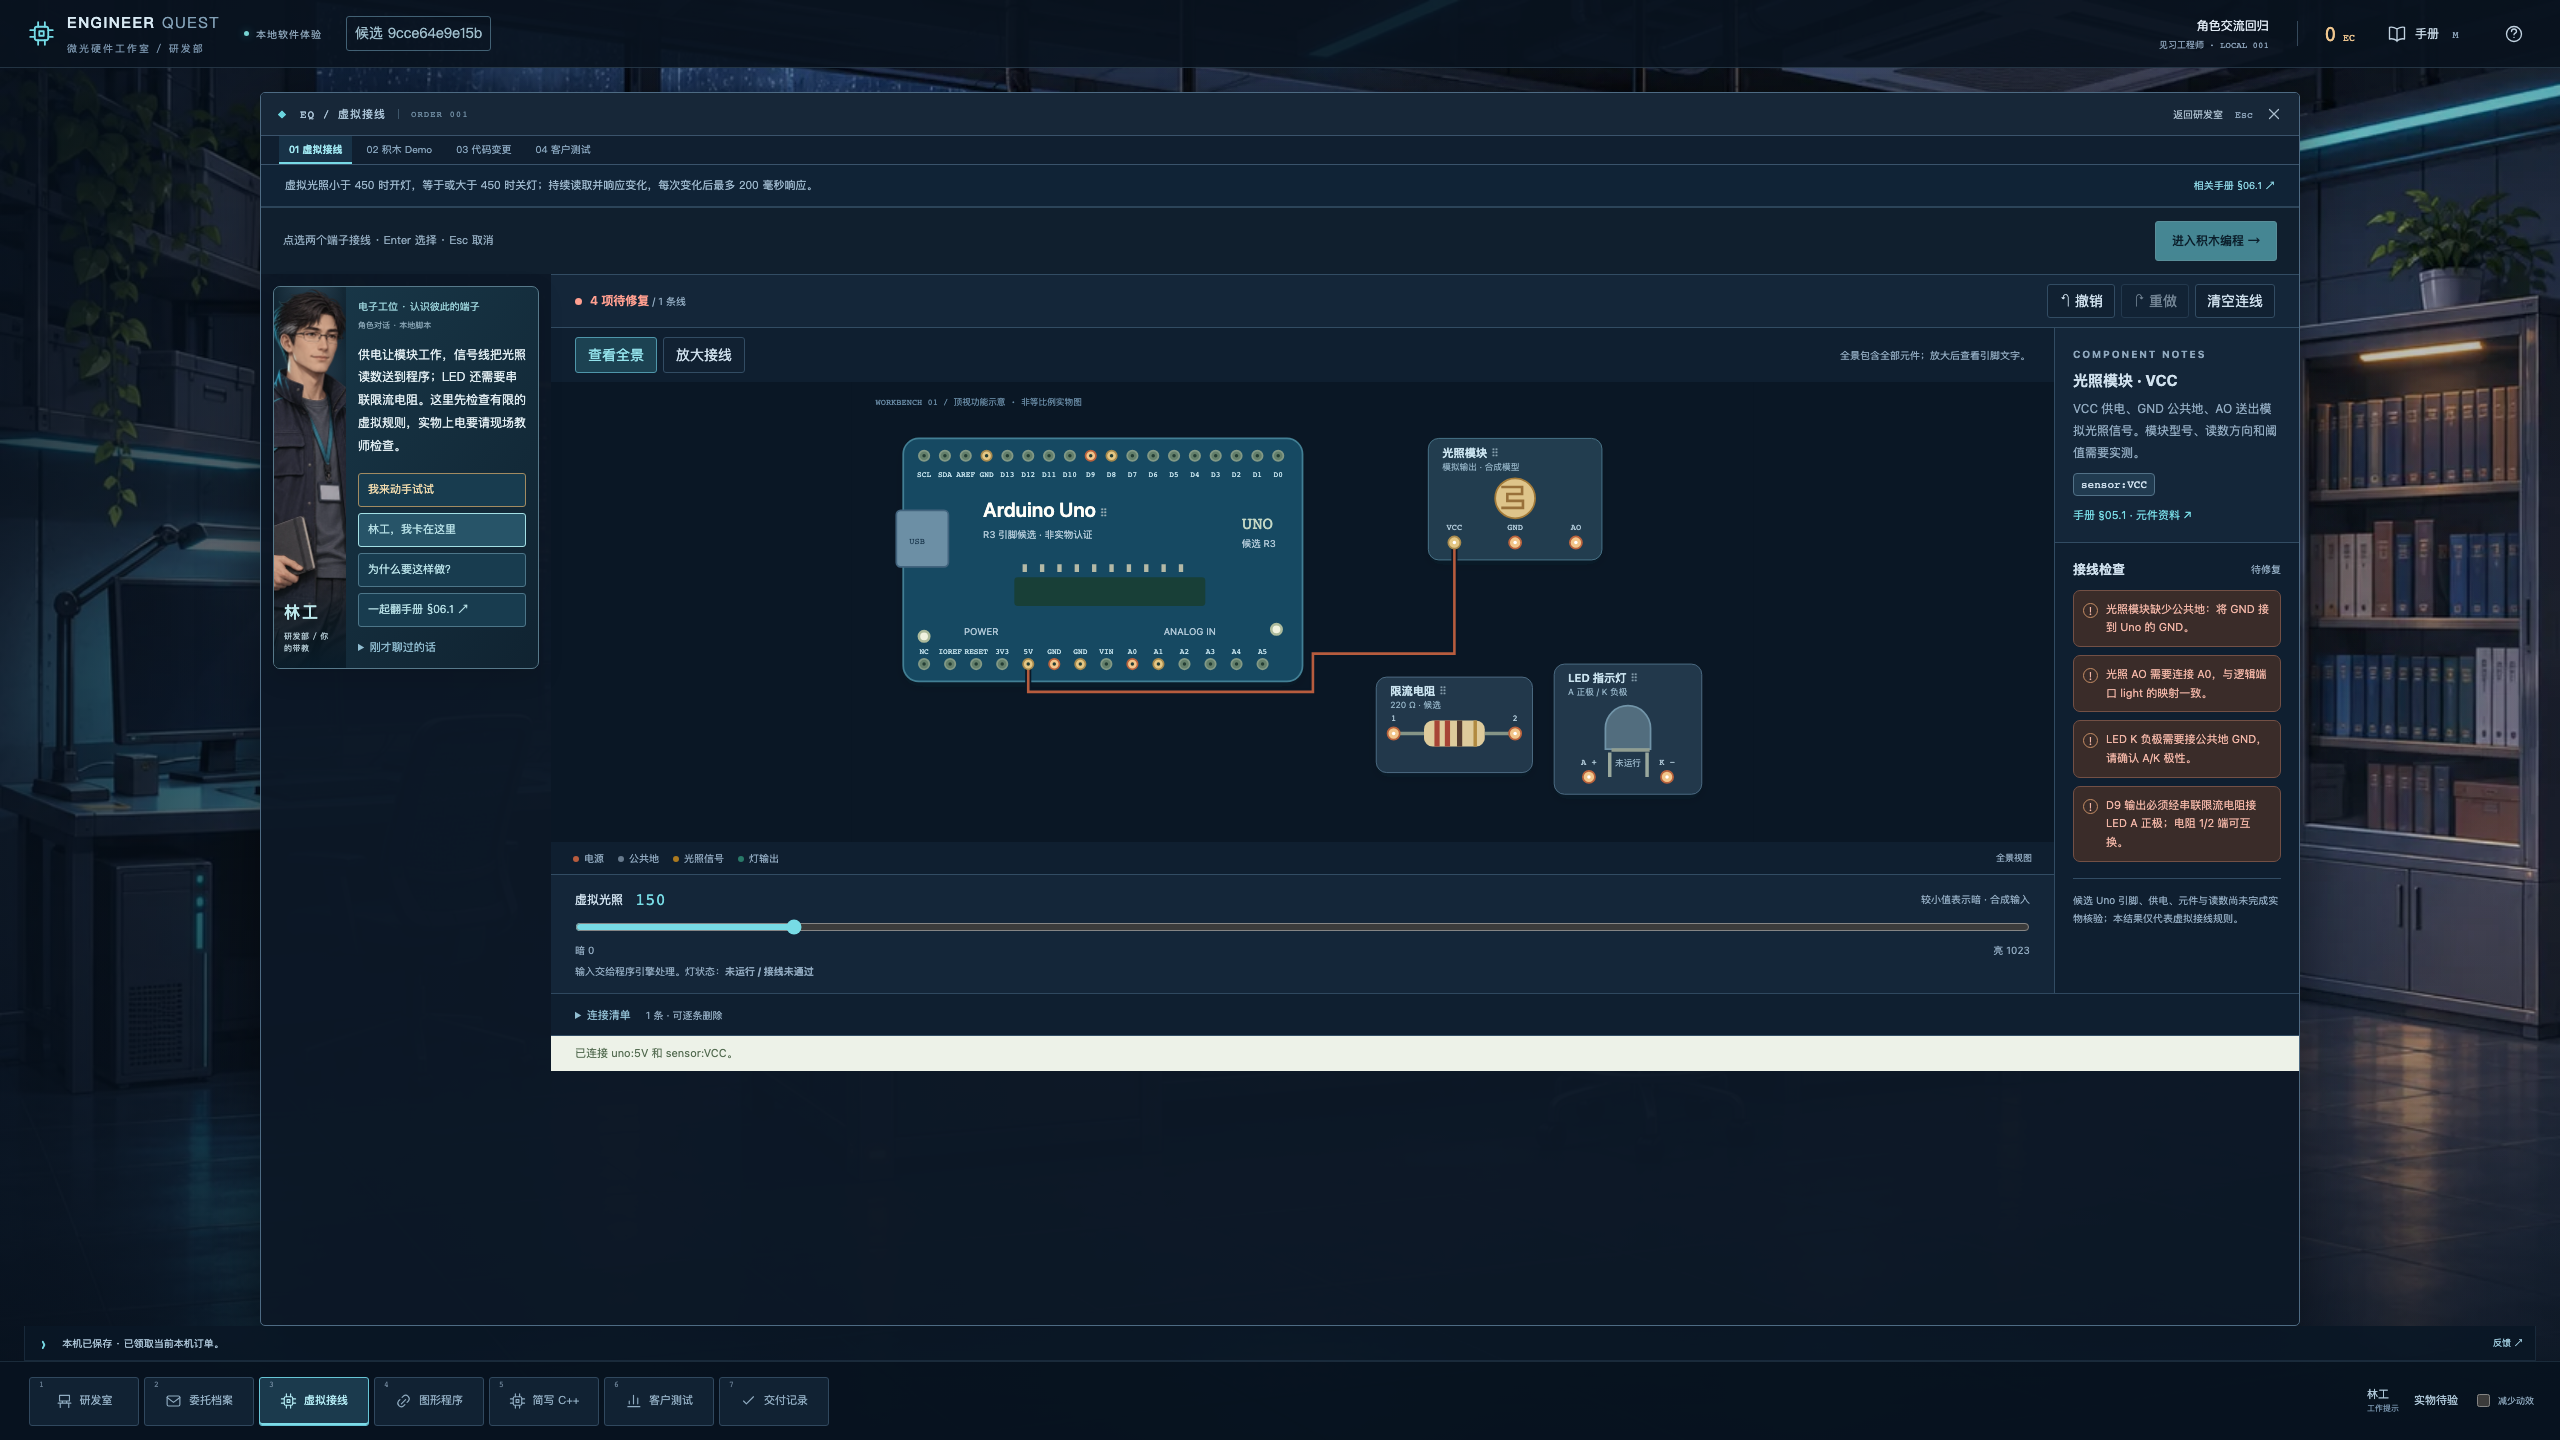 ENGINEER QUEST
微光硬件工作室 / 研发部
本地软件体验
候选 9cce64e9e15b
角色交流回归
见习工程师 · LOCAL 001
0 EC
手册 M
EQ / 虚拟接线
ORDER 001
返回研发室 Esc
01 虚拟接线
02 积木 Demo
03 代码变更
04 客户测试
虚拟光照小于 450 时开灯，等于或大于 450 时关灯；持续读取并响应变化，每次变化后最多 200 毫秒响应。
相关手册 §06.1 ↗
点选两个端子接线 · Enter 选择 · Esc 取消
进入积木编程 →
电子工位 · 认识彼此的端子
角色对话 · 本地脚本
供电让模块工作，信号线把光照
读数送到程序；LED 还需要串
联限流电阻。这里先检查有限的
虚拟规则，实物上电要请现场教
师检查。
我来动手试试
林工，我卡在这里
为什么要这样做？
一起翻手册 §06.1 ↗
刚才聊过的话
林工
研发部 / 你
的带教
4 项待修复 / 1 条线
撤销
重做
清空连线
查看全景
放大接线
全景包含全部元件；放大后查看引脚文字。
WORKBENCH 01 / 顶视功能示意 · 非等比例实物图
SCL SDA AREF GND D13 D12 D11 D10 D9 D8 D7 D6 D5 D4 D3 D2 D1 D0
Arduino Uno
R3 引脚候选 · 非实物认证
UNO
候选 R3
USB
POWER
ANALOG IN
NC IOREF RESET 3V3 5V GND GND VIN A0 A1 A2 A3 A4 A5
光照模块
模拟输出 · 合成模型
VCC GND AO
限流电阻
220 Ω · 候选
1 2
LED 指示灯
A 正极 / K 负极
A + 未运行 K −
电源
公共地
光照信号
灯输出
全景视图
虚拟光照 150
较小值表示暗 · 合成输入
暗 0
亮 1023
输入交给程序引擎处理。灯状态：未运行 / 接线未通过
连接清单 1 条 · 可逐条删除
已连接 uno:5V 和 sensor:VCC。
COMPONENT NOTES
光照模块 · VCC
VCC 供电、GND 公共地、AO 送出模
拟光照信号。模块型号、读数方向和阈
值需要实测。
sensor:VCC
手册 §05.1 · 元件资料 ↗
接线检查
待修复
光照模块缺少公共地：将 GND 接
到 Uno 的 GND。
光照 AO 需要连接 A0，与逻辑端
口 light 的映射一致。
LED K 负极需要接公共地 GND，
请确认 A/K 极性。
D9 输出必须经串联限流电阻接
LED A 正极；电阻 1/2 端可互
换。
候选 Uno 引脚、供电、元件与读数尚未完成实
物核验；本结果仅代表虚拟接线规则。
本机已保存 · 已领取当前本机订单。
反馈 ↗
1 研发室
2 委托档案
3 虚拟接线
4 图形程序
5 简写 C++
6 客户测试
7 交付记录
林工
工作提示
实物待验
减少动效